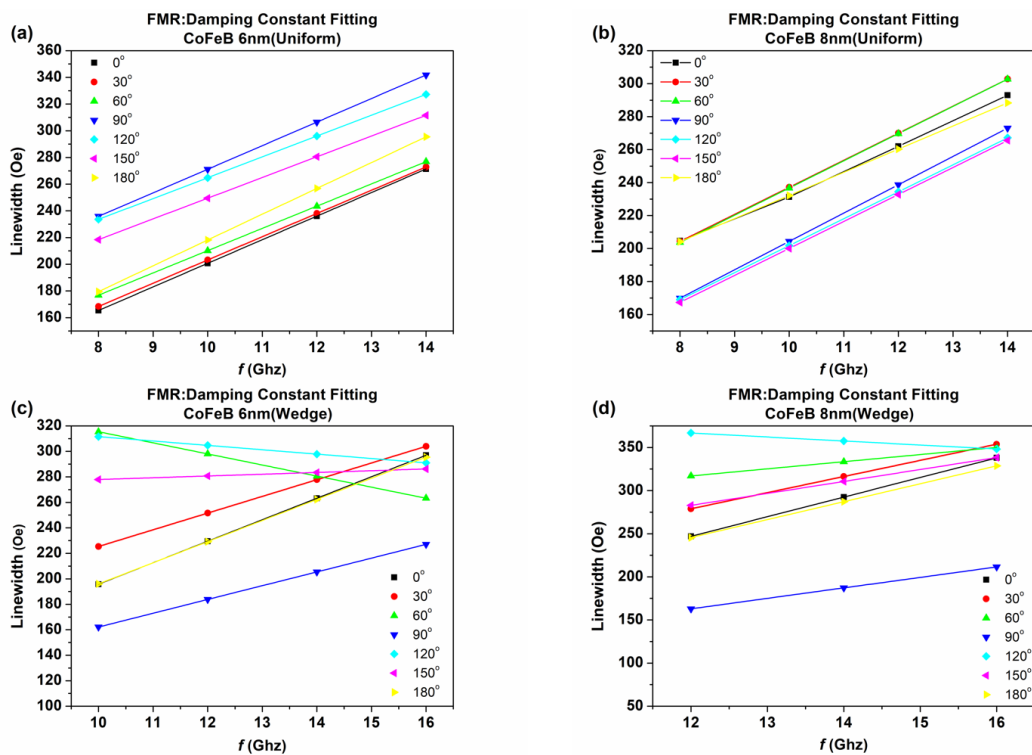 FMR:Damping Constant Fitting
(a)
CoFeB 6nm(Uniform)
360
340
320
300
280
260
240
220
200
180
160
Linewidth (Oe)
0°
30°
60°
90°
120°
150°
180°
8 9 10 11 12 13 14
f (Ghz)
FMR:Damping Constant Fitting
(b)
CoFeB 8nm(Uniform)
320
300
280
260
240
220
200
180
160
Linewidth (Oe)
0°
30°
60°
90°
120°
150°
180°
8 9 10 11 12 13 14
f (Ghz)
FMR:Damping Constant Fitting
(c)
CoFeB 6nm(Wedge)
320
300
280
260
240
220
200
180
160
140
120
100
Linewidth (Oe)
0°
30°
60°
90°
120°
150°
180°
10 11 12 13 14 15 16
f (Ghz)
FMR:Damping Constant Fitting
(d)
CoFeB 8nm(Wedge)
350
300
250
200
150
100
50
Linewidth (Oe)
0°
30°
60°
90°
120°
150°
180°
12 13 14 15 16
f (Ghz)